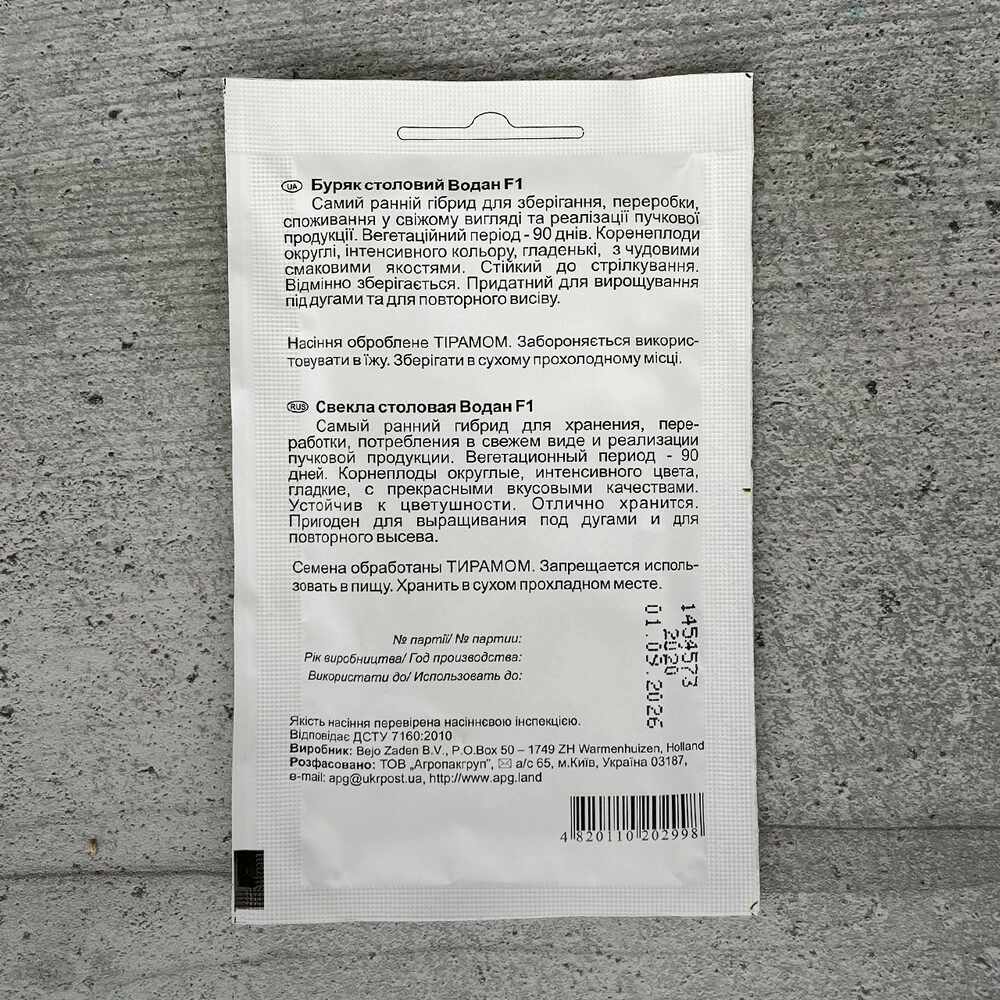 UA Буряк столовий Водан F1
Самий ранній гібрид для зберігання, переробки,
споживання у свіжому вигляді та реалізації пучкової
продукції. Вегетаційний період - 90 днів. Коренеплоди
округлі, інтенсивного кольору, гладенькі, з чудовими
смаковими якостями. Стійкий до стрілкування.
Відмінно зберігається. Придатний для вирощування
під дугами та для повторного висіву.
Насіння оброблене ТІРАМОМ. Забороняється викорис-
товувати в їжу. Зберігати в сухому прохолодному місці.
RUS Свекла столовая Водан F1
Самый ранний гибрид для хранения, пере-
работки, потребления в свежем виде и реализации
пучковой продукции. Вегетационный период - 90
дней. Корнеплоды округлые, интенсивного цвета,
гладкие, с прекрасными вкусовыми качествами.
Устойчив к цветушности. Отлично хранится.
Пригоден для выращивания под дугами и для
повторного высева.
Семена обработаны ТИРАМОМ. Запрещается исполь-
зовать в пищу. Хранить в сухом прохладном месте.
№ партії/ № партии:
Рік виробництва/ Год производства:
Використати до/ Использовать до:
1454573
2020
01.09.2026
Якість насіння перевірена насіннєвою інспекцією.
Відповідає ДСТУ 7160:2010
Виробник: Bejo Zaden B.V., P.O.Box 50 – 1749 ZH Warmenhuizen, Holland
Розфасовано: ТОВ „Агропакгруп", а/с 65, м.Київ, Україна 03187,
e-mail: apg@ukrpost.ua, http://www.apg.land
4 820110 202998